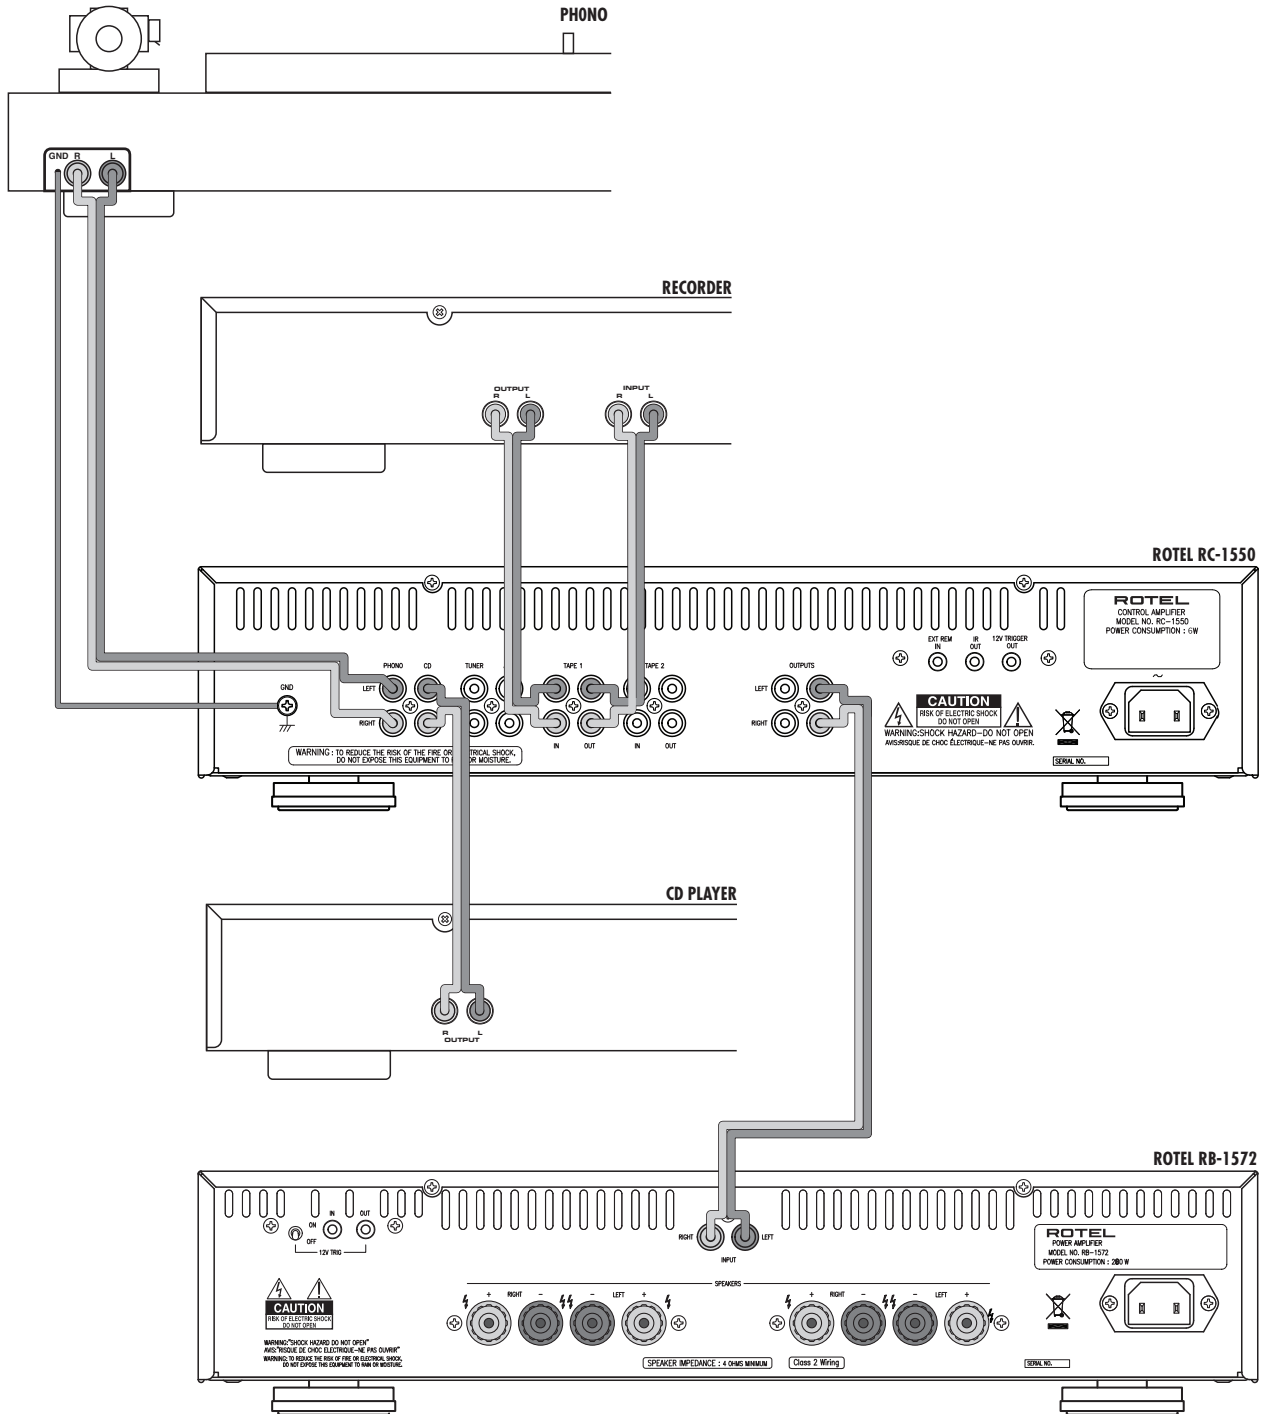 PHONO
GND R L
RECORDER
OUTPUT
R L
INPUT
R L
ROTEL RC-1550
ROTEL
CONTROL AMPLIFIER
MODEL NO. RC-1550
POWER CONSUMPTION : 6W
EXT REM
IN
IR
OUT
12V TRIGGER
OUT
PHONO CD TUNER TAPE 1 TAPE 2 OUTPUTS
LEFT LEFT
GND
RIGHT RIGHT
IN OUT IN OUT
CAUTION
RISK OF ELECTRIC SHOCK
DO NOT OPEN
WARNING:SHOCK HAZARD–DO NOT OPEN
AVIS:RISQUE DE CHOC ÉLECTRIQUE–NE PAS OUVRIR.
SERIAL NO.
WARNING : TO REDUCE THE RISK OF THE FIRE OR TRICAL SHOCK,
DO NOT EXPOSE THIS EQUIPMENT TO OR MOISTURE.
CD PLAYER
R L
OUTPUT
ROTEL RB-1572
IN OUT
ON
OFF
12V TRIG
RIGHT LEFT
INPUT
ROTEL
POWER AMPLIFIER
MODEL NO. RB-1572
POWER CONSUMPTION : W
SPEAKERS
+ RIGHT – – LEFT + + RIGHT – – LEFT +
CAUTION
RISK OF ELECTRIC SHOCK
DO NOT OPEN
WARNING:"SHOCK HAZARD DO NOT OPEN"
AVIS:"RISQUE DE CHOC ELECTRIQUE–NE PAS OUVRIR"
WARNING: TO REDUCE THE RISK OF FIRE OR ELECTRICAL SHOCK,
DO NOT EXPOSE THIS EQUIPMENT TO RAIN OR MOISTURE.
SPEAKER IMPEDANCE : 4 OHMS MINIMUM
Class 2 Wiring
SERIAL NO.